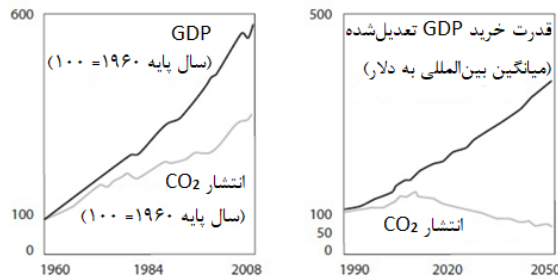 600
GDP
(سال پایه ۱۹۶۰= ۱۰۰)
انتشار CO₂
(سال پایه ۱۹۶۰= ۱۰۰)
100
0
1960
1984
2008
500
قدرت خرید GDP تعدیل‌شده
(میانگین بین‌المللی به دلار)
100
50
انتشار CO₂
0
1990
2020
2050